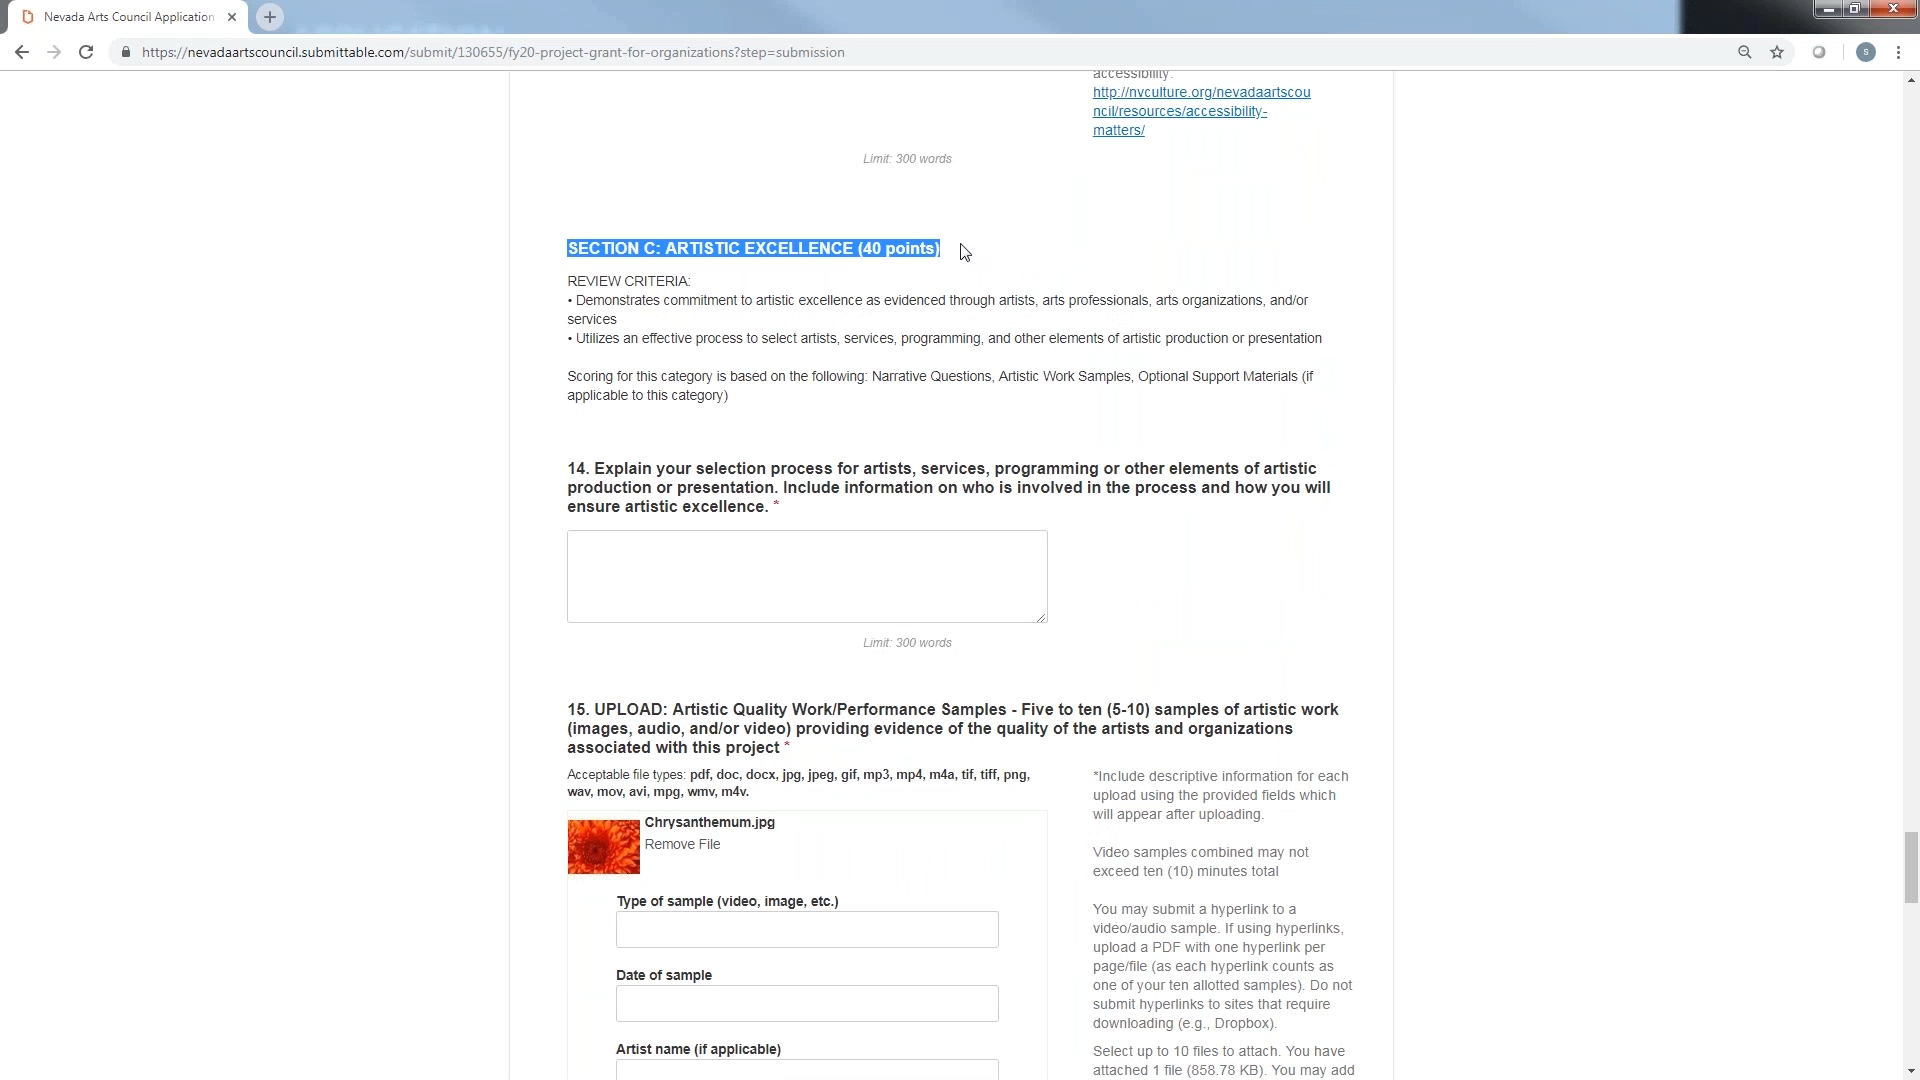 Nevada Arts Council Application
https://nevadaartscouncil.submittable.com/submit/130655/fy20-project-grant-for-organizations?step=submission
S
accessibility:
http://nvculture.org/nevadaartscou
ncil/resources/accessibility-
matters/
Limit: 300 words
SECTION C: ARTISTIC EXCELLENCE (40 points)
REVIEW CRITERIA:
• Demonstrates commitment to artistic excellence as evidenced through artists, arts professionals, arts organizations, and/or
services
• Utilizes an effective process to select artists, services, programming, and other elements of artistic production or presentation
Scoring for this category is based on the following: Narrative Questions, Artistic Work Samples, Optional Support Materials (if
applicable to this category)
14. Explain your selection process for artists, services, programming or other elements of artistic
production or presentation. Include information on who is involved in the process and how you will
ensure artistic excellence. *
Limit: 300 words
15. UPLOAD: Artistic Quality Work/Performance Samples - Five to ten (5-10) samples of artistic work
(images, audio, and/or video) providing evidence of the quality of the artists and organizations
associated with this project *
Acceptable file types: pdf, doc, docx, jpg, jpeg, gif, mp3, mp4, m4a, tif, tiff, png,
wav, mov, avi, mpg, wmv, m4v.
Chrysanthemum.jpg
Remove File
Type of sample (video, image, etc.)
Date of sample
Artist name (if applicable)
*Include descriptive information for each
upload using the provided fields which
will appear after uploading.
Video samples combined may not
exceed ten (10) minutes total
You may submit a hyperlink to a
video/audio sample. If using hyperlinks,
upload a PDF with one hyperlink per
page/file (as each hyperlink counts as
one of your ten allotted samples). Do not
submit hyperlinks to sites that require
downloading (e.g., Dropbox).
Select up to 10 files to attach. You have
attached 1 file (858.78 KB). You may add